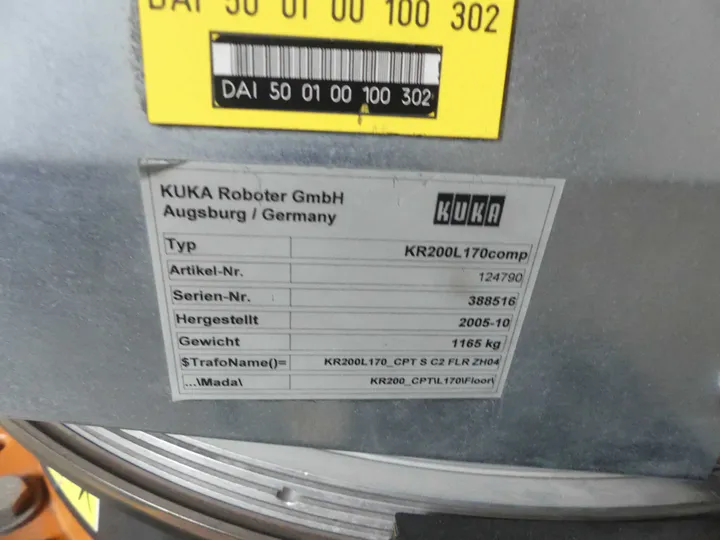 DAI 50 01 00 100 302
DAI 50 01 00 100 302
KUKA Roboter GmbH
Augsburg / Germany
KUKA
Typ KR200L170comp
Artikel-Nr. 124790
Serien-Nr. 388516
Hergestellt 2005-10
Gewicht 1165 kg
$TrafoName()= KR200L170_CPT S C2 FLR ZH04
...\Mada\ KR200_CPT\L170\Floor\